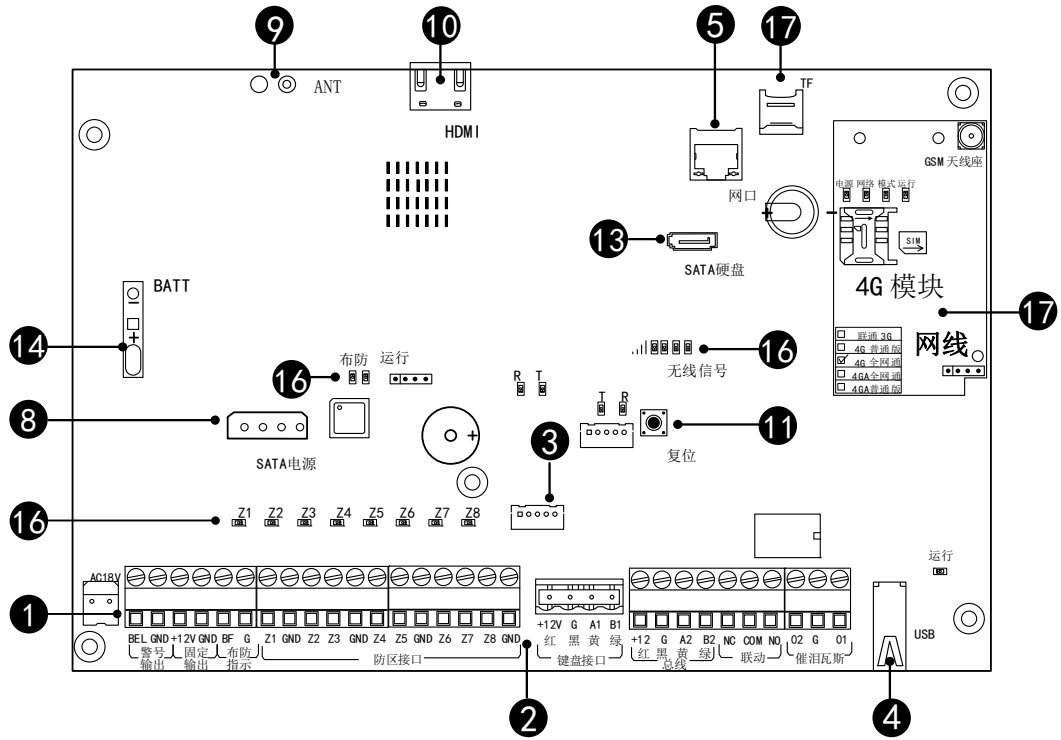 9
10
5
17
ANT
TF
HDMI
GSM 天线座
网口
电源 网络 模式 运行
+
-
SIM
13
SATA硬盘
4G 模块
17
BATT
-
+
14
网线
联通 3G
4G 普通版
4G 全网通
4GA全网通
4GA普通版
16
布防
运行
16
无线信号
R T
T R
8
+
3
11
复位
SATA电源
16
Z1 Z2 Z3 Z4 Z5 Z6 Z7 Z8
运行
AC18V
1
BEL GND +12V GND BF G Z1 GND Z2 Z3 GND Z4 Z5 GND Z6 Z7 Z8 GND
+12V G A1 B1
+12 G A2 B2 NC COM NO O2 G O1
USB
红 黑 黄 绿
红 黑 黄 绿
警号输出
固定输出
布防指示
防区接口
键盘接口
总线
联动
催泪瓦斯
2
4